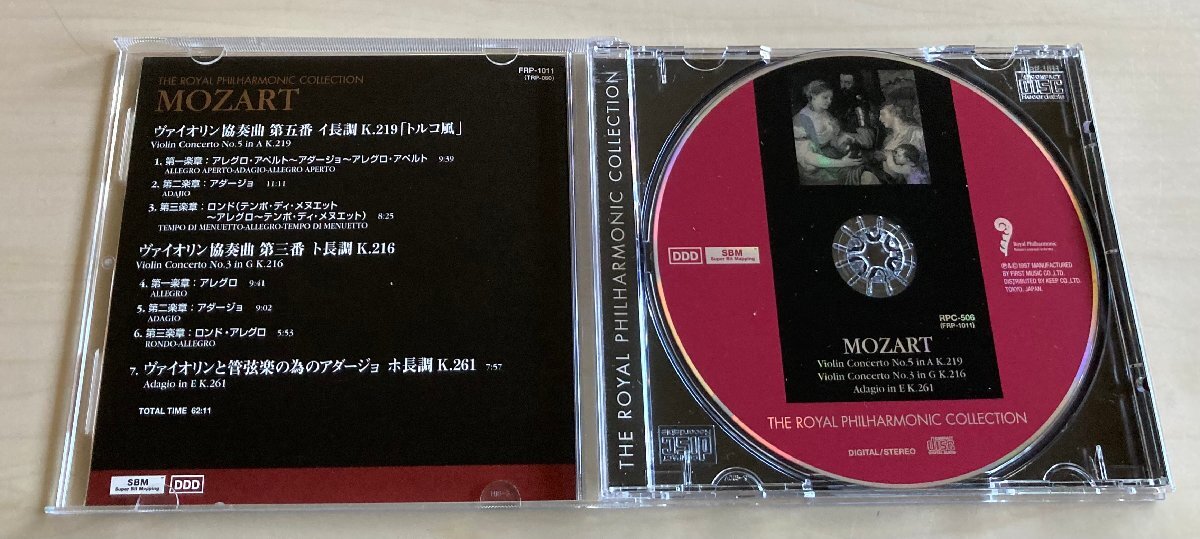 THE ROYAL PHILHARMONIC COLLECTION
FRP-1011
MOZART
ヴァイオリン協奏曲 第五番 イ長調 K.219「トルコ風」
Violin Concerto No.5 in A K.219
1. 第一楽章：アレグロ・アペルト〜アダージョ〜アレグロ・アペルト 9:39
ALLEGRO APERTO-ADAGIO-ALLEGRO APERTO
2. 第二楽章：アダージョ 11:11
ADAJIO
3. 第三楽章：ロンド（テンポ・ディ・メヌエット
〜アレグロ〜テンポ・ディ・メヌエット） 8:25
TEMPO DI MENUETTO-ALLEGRO-TEMPO DI MENUETTO
ヴァイオリン協奏曲 第三番 ト長調 K.216
Violin Concerto No.3 in G K.216
4. 第一楽章：アレグロ 9:41
ALLEGRO
5. 第二楽章：アダージョ 9:02
ADAGIO
6. 第三楽章：ロンド・アレグロ 5:53
RONDO-ALLEGRO
7. ヴァイオリンと管弦楽の為のアダージョ ホ長調 K.261 7:57
Adagio in E K.261
TOTAL TIME 62:11
SBM
Super Bit Mapping
DDD
THE ROYAL PHILHARMONIC COLLECTION
COMPACT
disc
Recordable
DDD
SBM
Super Bit Mapping
Royal Philharmonic
℗&©1997 MANUFACTURED
BY FIRST MUSIC CO.,LTD.
DISTRIBUTED BY KEEP CO.,LTD.
TOKYO, JAPAN.
RPC-506
(FRP-1011)
MOZART
Violin Concerto No.5 in A K.219
Violin Concerto No.3 in G K.216
Adagio in E K.261
THE ROYAL PHILHARMONIC COLLECTION
DIGITAL/STEREO
COMPACT
disc
DIGITAL AUDIO